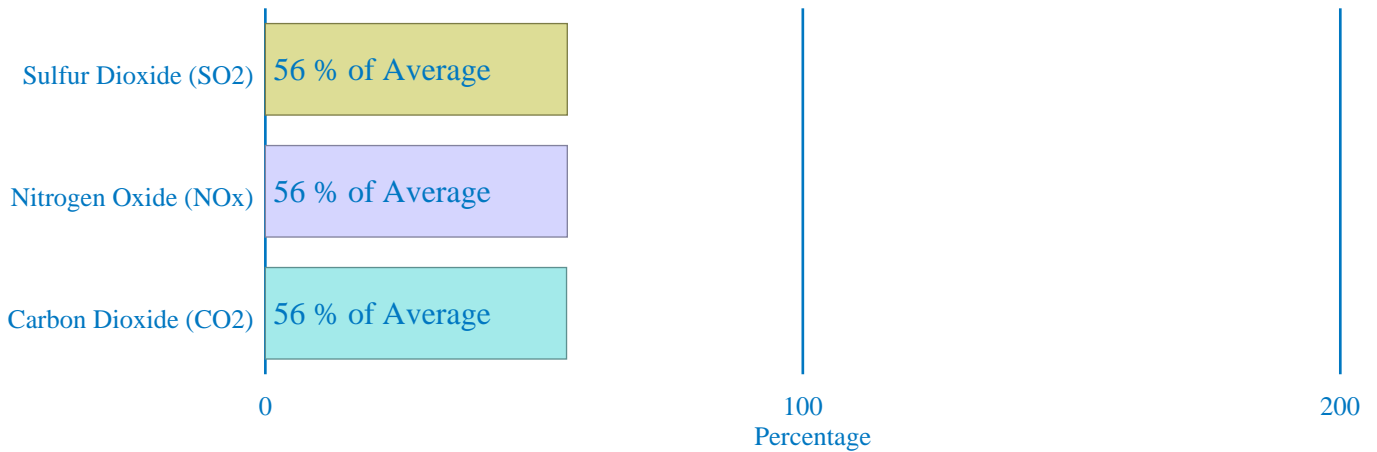 Sulfur Dioxide (SO2) 56 % of Average
Nitrogen Oxide (NOx) 56 % of Average
Carbon Dioxide (CO2) 56 % of Average
0 100 200
Percentage